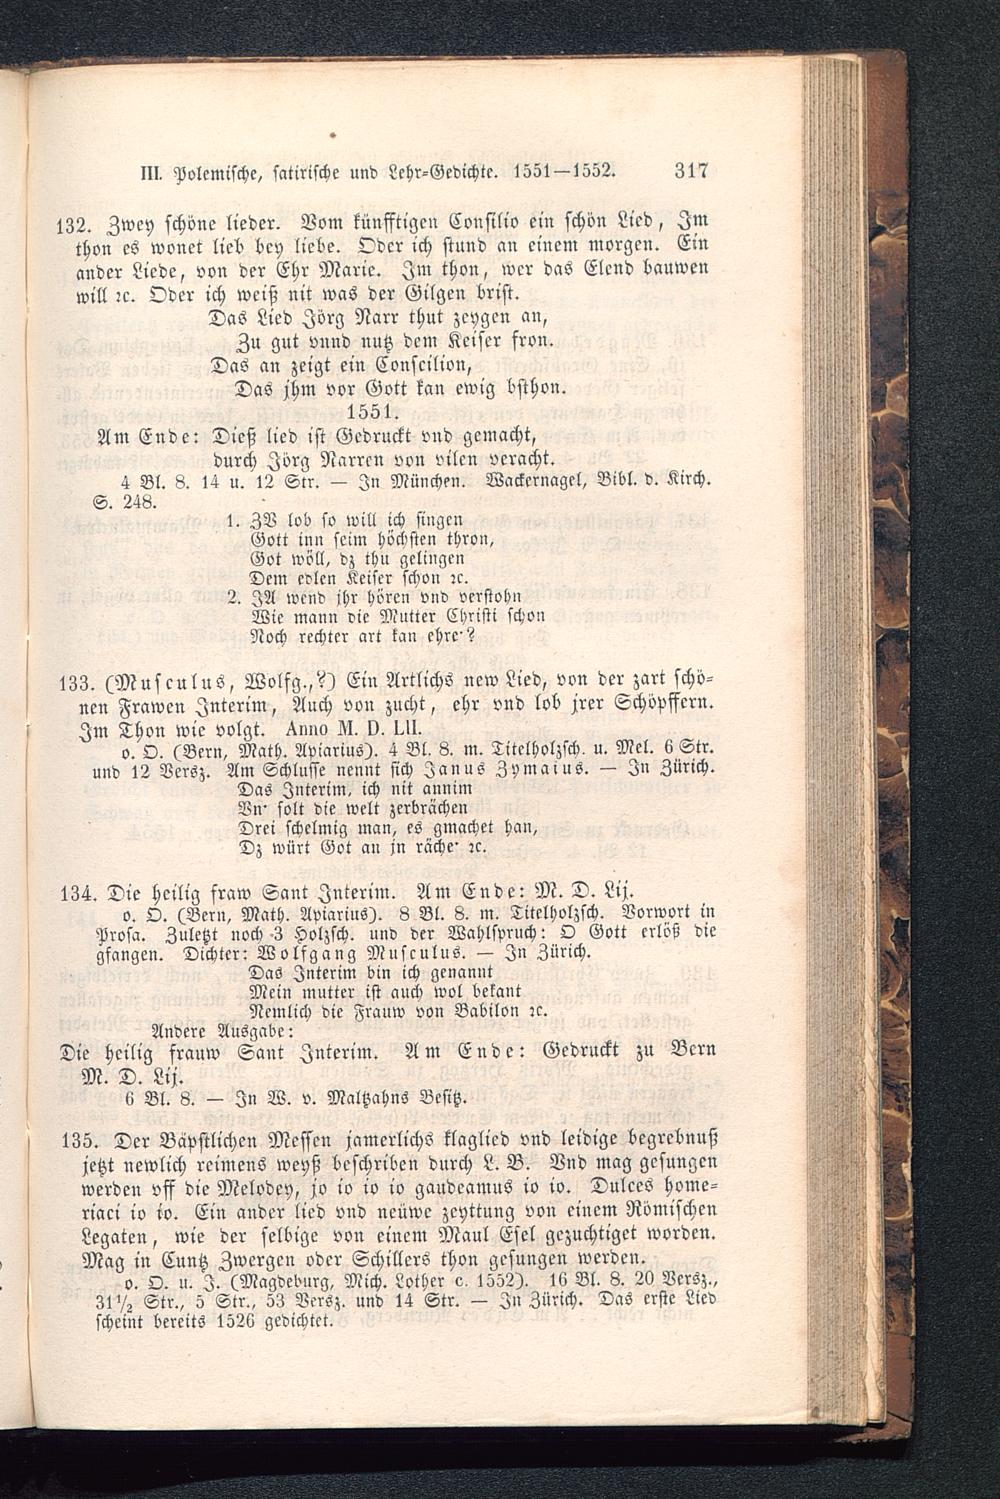 III. Polemische, satirische und Lehr-Gedichte. 1551—1552. 317
132. Zwey schöne lieder. Vom künfftigen Consilio ein schön Lied, Im
thon es wonet lieb bey liebe. Oder ich stund an einem morgen. Ein
ander Liede, von der Ehr Marie. Im thon, wer das Elend bauwen
will ꝛc. Oder ich weiß nit was der Gilgen brist.
Das Lied Jörg Narr thut zeygen an,
Zu gut vnnd nutz dem Keiser fron.
Das an zeigt ein Conscilion,
Das jhm vor Gott kan ewig bsthon.
1551.
Am Ende: Dieß lied ist Gedruckt vnd gemacht,
durch Jörg Narren von vilen veracht.
4 Bl. 8. 14 u. 12 Str. — In München. Wackernagel, Bibl. d. Kirch.
S. 248.
1. ZV lob so will ich singen
Gott inn seim höchsten thron,
Got wöll, dz thu gelingen
Dem edlen Keiser schon ꝛc.
2. JA wend jhr hören vnd verstohn
Wie mann die Mutter Christi schon
Noch rechter art kan ehre'?
133. (Musculus, Wolfg.,?) Ein Artlichs new Lied, von der zart schö-
nen Frawen Interim, Auch von zucht, ehr vnd lob jrer Schöpffern.
Im Thon wie volgt. Anno M. D. LII.
o. O. (Bern, Math. Apiarius). 4 Bl. 8. m. Titelholzsch. u. Mel. 6 Str.
und 12 Versz. Am Schlusse nennt sich Janus Zymaius. — In Zürich.
Das Interim, ich nit annim
Vn' solt die welt zerbrächen
Drei schelmig man, es gmachet han,
Dz würt Got an jn räche' ꝛc.
134. Die heilig fraw Sant Interim. Am Ende: M. D. Lij.
o. O. (Bern, Math. Apiarius). 8 Bl. 8. m. Titelholzsch. Vorwort in
Prosa. Zuletzt noch 3 Holzsch. und der Wahlspruch: O Gott erlöß die
gfangen. Dichter: Wolfgang Musculus. — In Zürich.
Das Interim bin ich genannt
Mein mutter ist auch wol bekant
Nemlich die Frauw von Babilon ꝛc.
Andere Ausgabe:
Die heilig frauw Sant Interim. Am Ende: Gedruckt zu Bern
M. D. Lij.
6 Bl. 8. — In W. v. Maltzahns Besitz.
135. Der Bäpstlichen Messen jamerlichs klaglied vnd leidige begrebnuß
jetzt newlich reimens weyß beschriben durch L. B. Vnd mag gesungen
werden vff die Melodey, jo io io io gaudeamus io io. Dulces home-
riaci io io. Ein ander lied vnd neüwe zeyttung von einem Römischen
Legaten, wie der selbige von einem Maul Esel gezuchtiget worden.
Mag in Cuntz Zwergen oder Schillers thon gesungen werden.
o. O. u. J. (Magdeburg, Mich. Lother c. 1552). 16 Bl. 8. 20 Versz.,
31½ Str., 5 Str., 53 Versz. und 14 Str. — In Zürich. Das erste Lied
scheint bereits 1526 gedichtet.